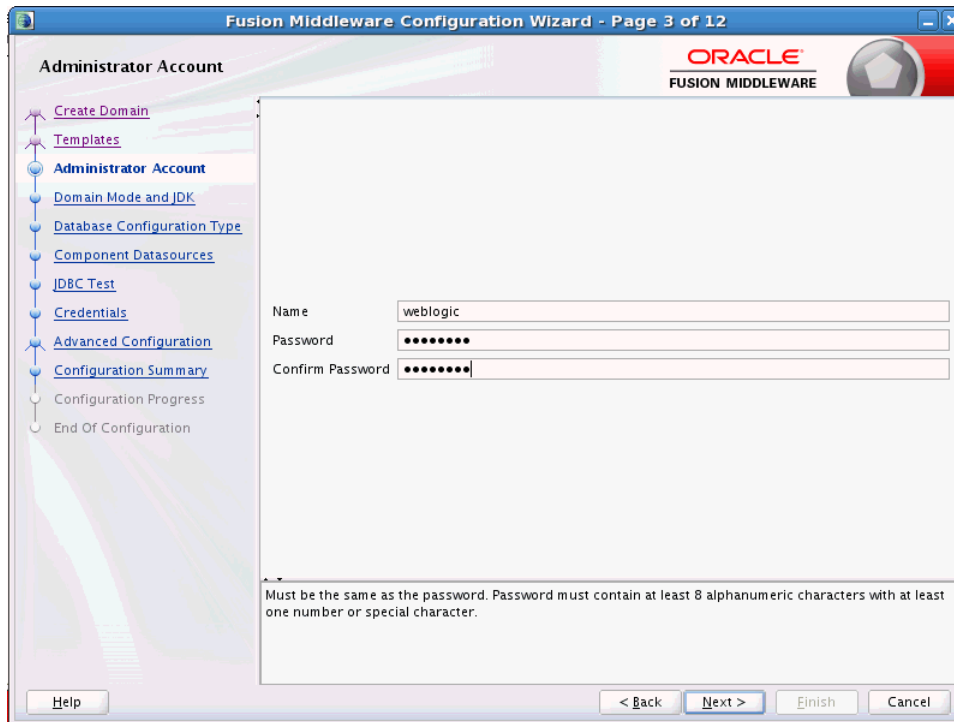 Fusion Middleware Configuration Wizard - Page 3 of 12
Administrator Account
ORACLE
FUSION MIDDLEWARE
Create Domain
Templates
Administrator Account
Domain Mode and JDK
Database Configuration Type
Component Datasources
JDBC Test
Credentials
Advanced Configuration
Configuration Summary
Configuration Progress
End Of Configuration
Name
weblogic
Password
••••••••
Confirm Password
••••••••
Must be the same as the password. Password must contain at least 8 alphanumeric characters with at least
one number or special character.
Help
< Back
Next >
Finish
Cancel